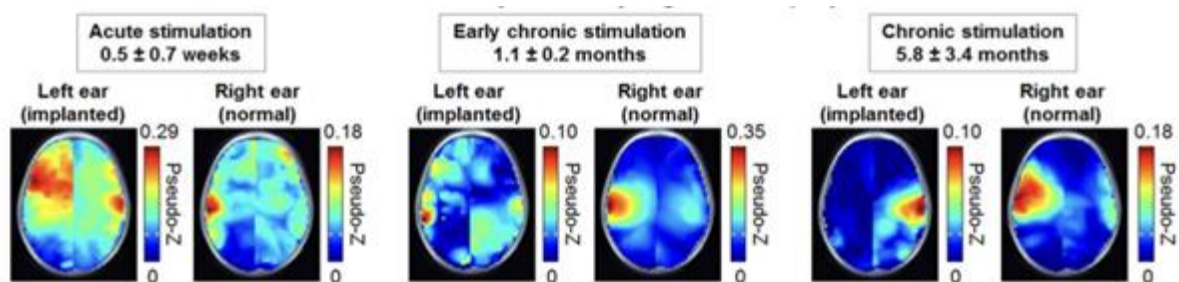 Acute stimulation
0.5 ± 0.7 weeks
Left ear
(implanted)
Right ear
(normal)
0.29
Pseudo-Z
0
0.18
Pseudo-Z
0
Early chronic stimulation
1.1 ± 0.2 months
Left ear
(implanted)
Right ear
(normal)
0.10
Pseudo-Z
0
0.35
Pseudo-Z
0
Chronic stimulation
5.8 ± 3.4 months
Left ear
(implanted)
Right ear
(normal)
0.10
Pseudo-Z
0
0.18
Pseudo-Z
0